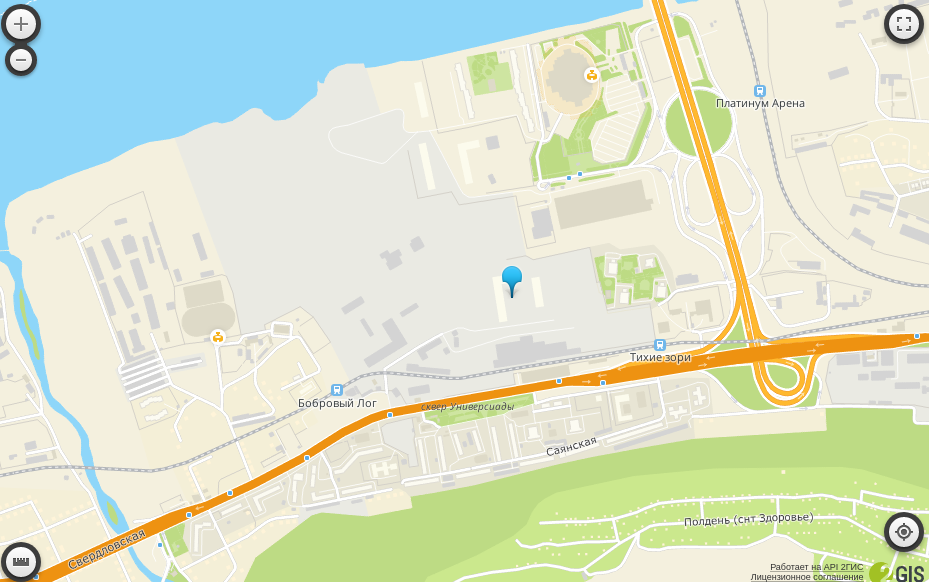 Платинум Арена
Тихие зори
Бобровый Лог
сквер Универсиады
Саянская
Полдень (снт Здоровье)
Свердловская
Работает на API 2ГИС
Лицензионное соглашение
2GIS